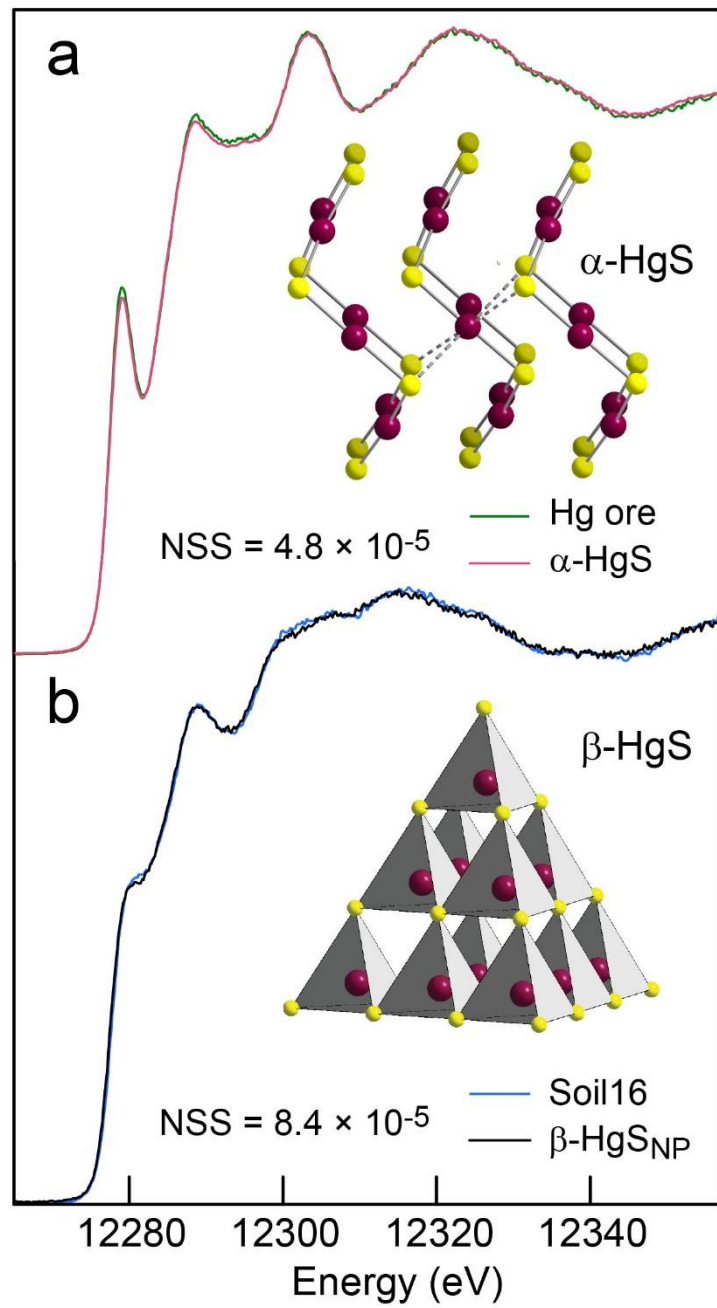 a
α-HgS
Hg ore
NSS = 4.8 × 10-5
α-HgS
b
β-HgS
Soil16
NSS = 8.4 × 10-5
β-HgSNP
12280 12300 12320 12340
Energy (eV)